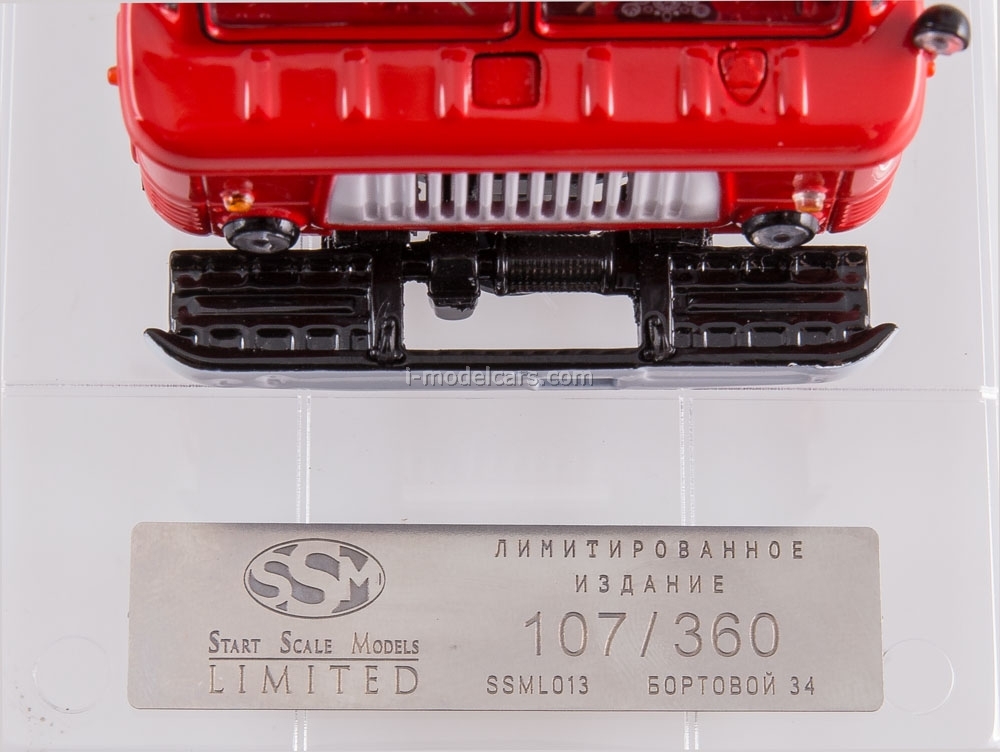 i-modelcars.com
SSM
START SCALE MODELS
LIMITED
ЛИМИТИРОВАННОЕ
ИЗДАНИЕ
107/360
SSML013 БОРТОВОЙ 34